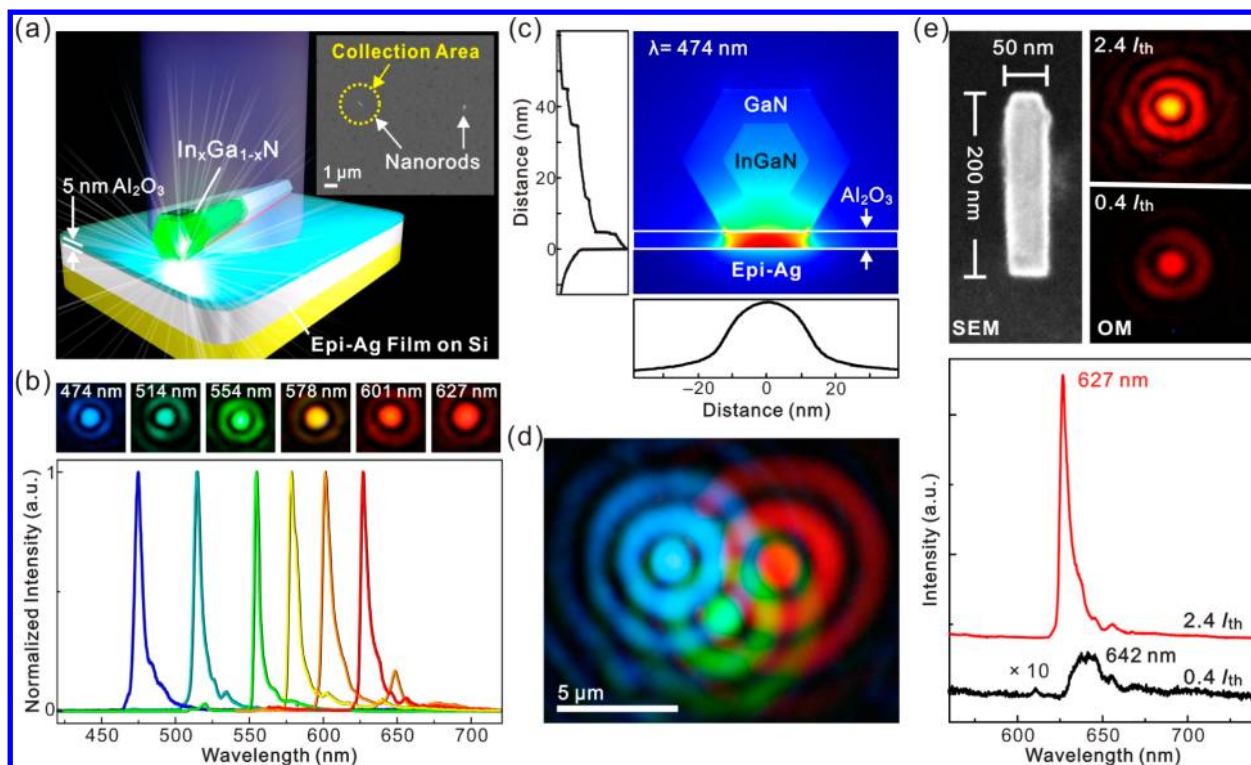 (a)
Collection Area
Nanorods
1 μm
InₓGa₁₋ₓN
5 nm Al₂O₃
Epi-Ag Film on Si
(b)
474 nm
514 nm
554 nm
578 nm
601 nm
627 nm
Normalized Intensity (a.u.)
1
0
450
500
550
600
650
700
Wavelength (nm)
(c)
λ= 474 nm
GaN
InGaN
Al₂O₃
Epi-Ag
Distance (nm)
40
20
0
−20
0
20
Distance (nm)
(d)
5 μm
(e)
50 nm
200 nm
SEM
2.4 Ith
0.4 Ith
OM
627 nm
2.4 Ith
642 nm
× 10
0.4 Ith
Intensity (a.u.)
600
650
700
Wavelength (nm)